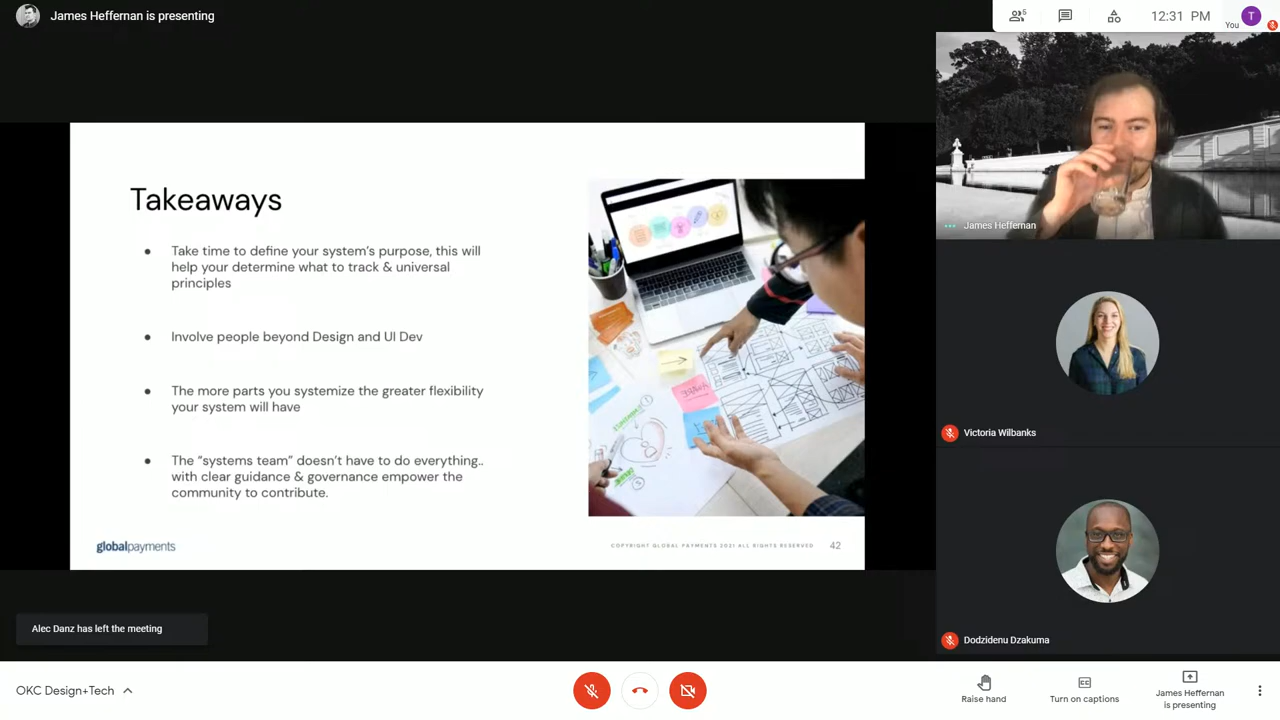 James Heffernan is presenting
5
12:31 PM
You
T
Takeaways
Take time to define your system's purpose, this will
help your determine what to track & universal
principles
Involve people beyond Design and UI Dev
The more parts you systemize the greater flexibility
your system will have
The “systems team” doesn't have to do everything..
with clear guidance & governance empower the
community to contribute.
globalpayments
COPYRIGHT GLOBAL PAYMENTS 2021 ALL RIGHTS RESERVED
42
James Heffernan
Victoria Wilbanks
Dodzidenu Dzakuma
Alec Danz has left the meeting
OKC Design+Tech
Raise hand
CC
Turn on captions
James Heffernan
is presenting